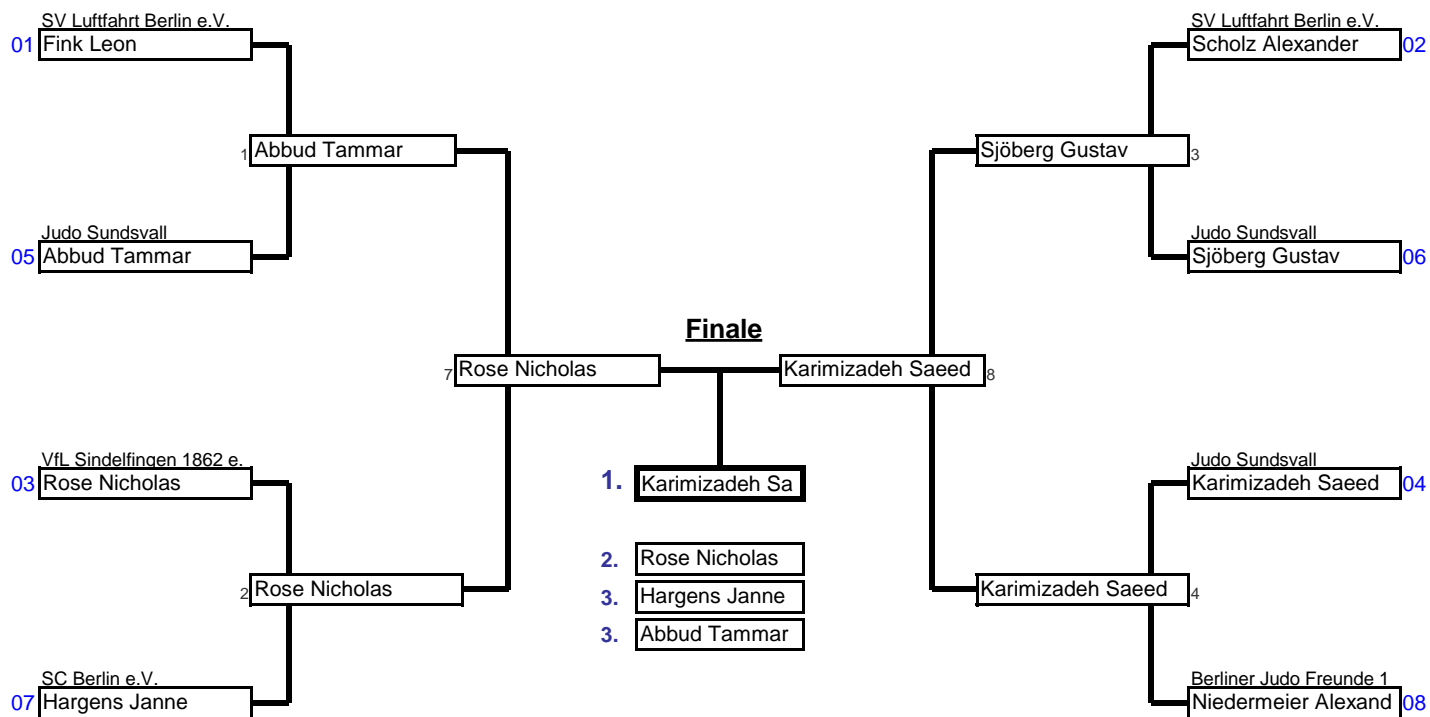 SV Luftfahrt Berlin e.V.
01 Fink Leon
SV Luftfahrt Berlin e.V.
Scholz Alexander 02
1 Abbud Tammar
Sjöberg Gustav 3
Judo Sundsvall
05 Abbud Tammar
Judo Sundsvall
Sjöberg Gustav 06
Finale
7 Rose Nicholas
Karimizadeh Saeed 8
VfL Sindelfingen 1862 e.
03 Rose Nicholas
1. Karimizadeh Sa
Judo Sundsvall
Karimizadeh Saeed 04
2. Rose Nicholas
2 Rose Nicholas
3. Hargens Janne
Karimizadeh Saeed 4
3. Abbud Tammar
SC Berlin e.V.
07 Hargens Janne
Berliner Judo Freunde 1
Niedermeier Alexand 08